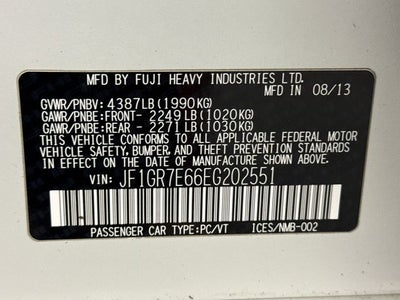 MFD BY FUJI HEAVY INDUSTRIES LTD.
08/13
GVWR/PNBV: 4387LB(1990KG)
GAWR/PNBE:FRONT- 2249LB(1020KG)
GAWR/PNBE:REAR - 2271LB(1030KG)
THIS VEHICLE CONFORMS TO ALL APPLICABLE FEDERAL MOTOR
VEHICLE SAFETY, BUMPER, AND THEFT PREVENTION STANDARDS
IN EFFECT ON THE DATE OF MANUFACTURE SHOWN ABOVE.
VIN: JF1GR7E66EG202551
PASSENGER CAR TYPE:PC/VT ICES/NMB-002